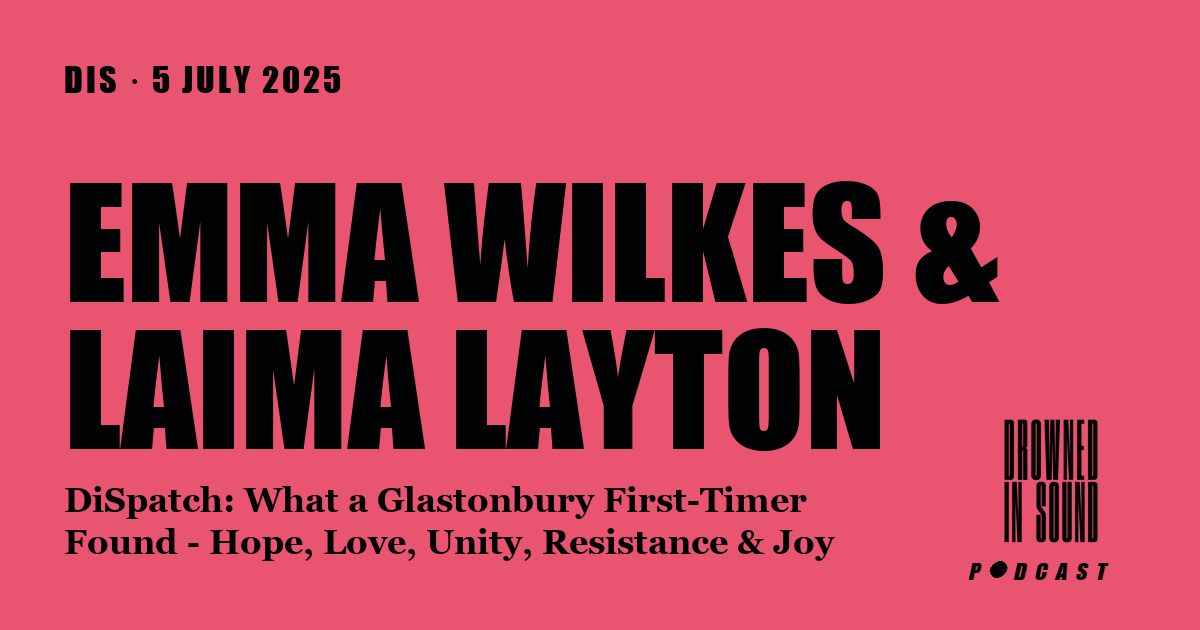 DIS · 5 JULY 2025
EMMA WILKES &
LAIMA LAYTON
DiSpatch: What a Glastonbury First-Timer
Found - Hope, Love, Unity, Resistance & Joy
DROWNED
IN SOUND
PODCAST